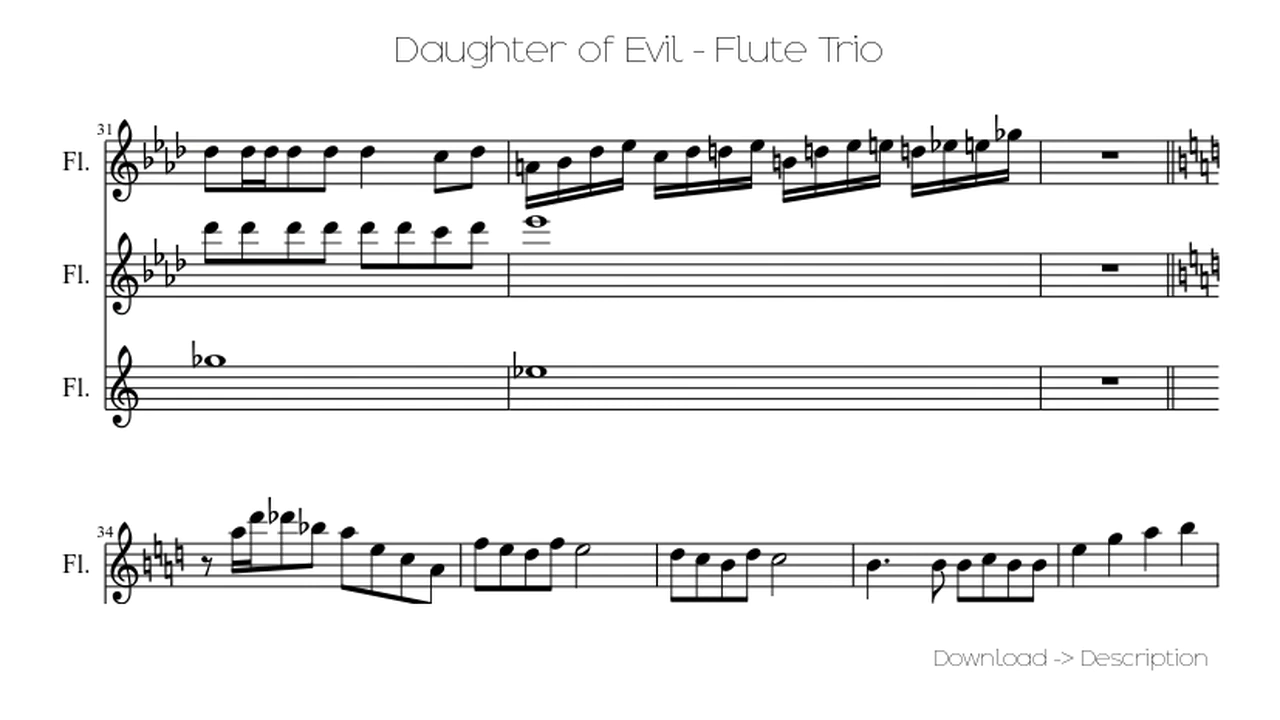 Daughter of Evil - Flute Trio
31
Fl.
Fl.
Fl.
34
Fl.
Download -> Description